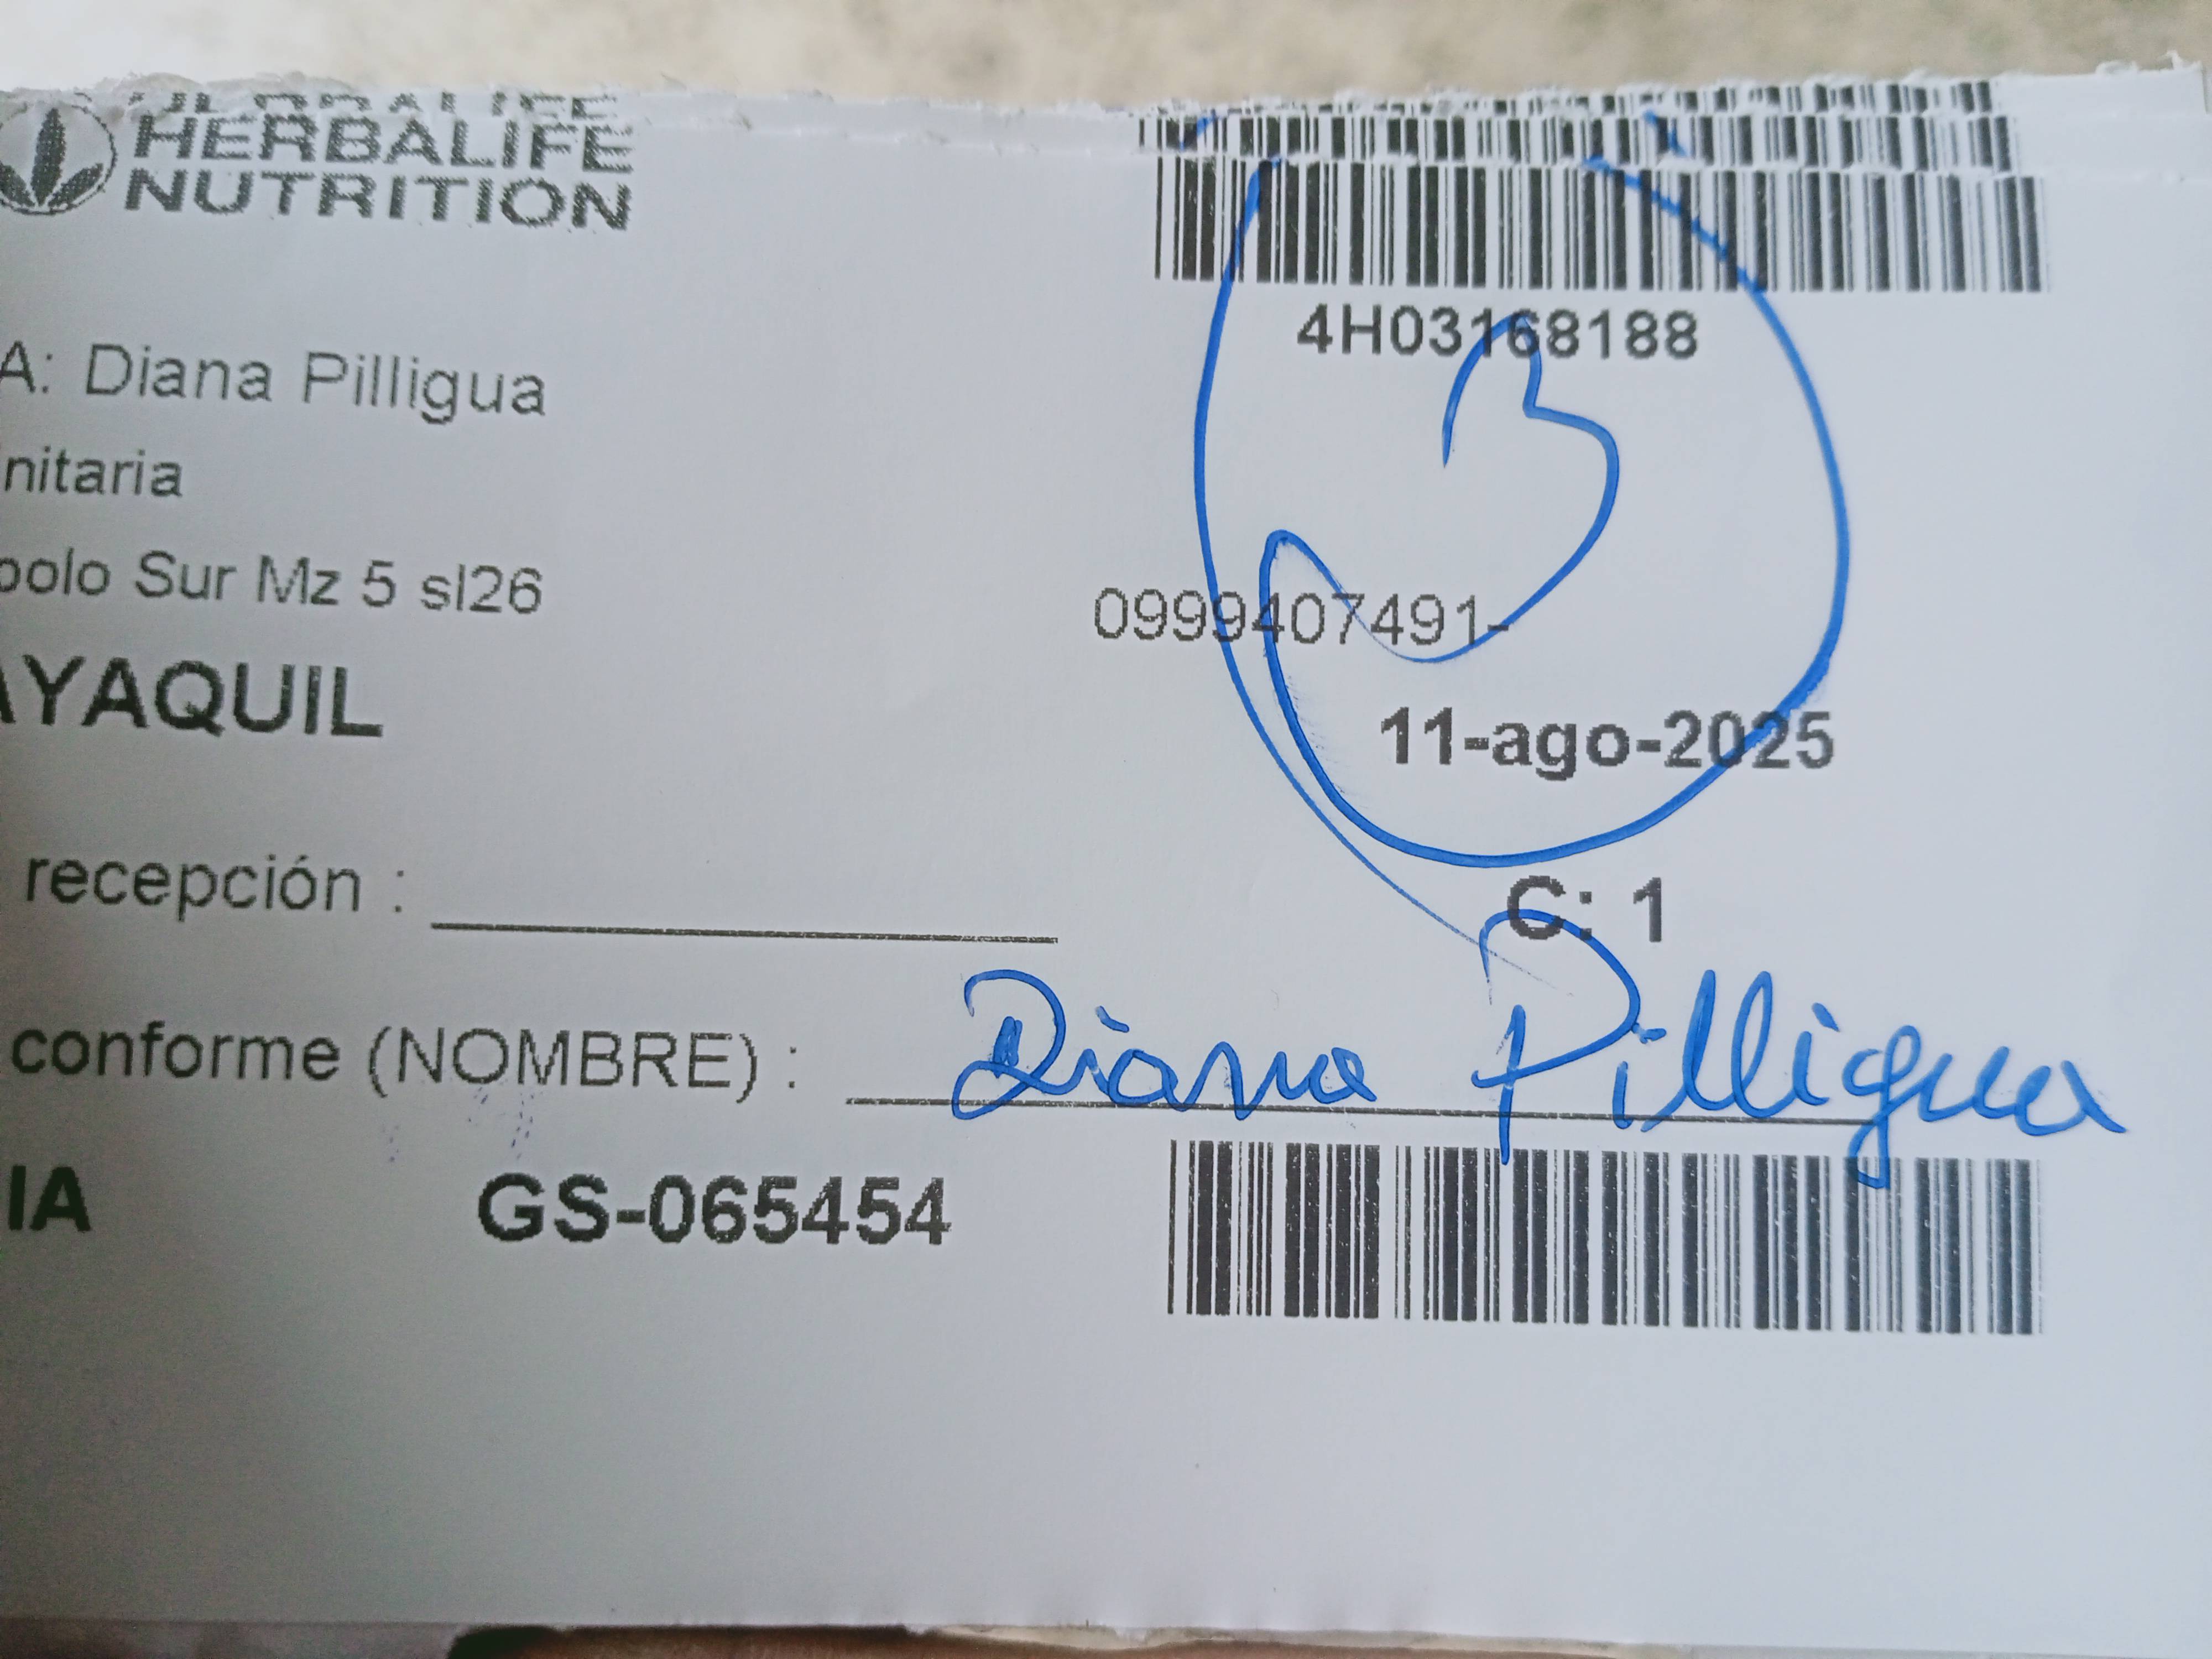 HERBALIFE
NUTRITION
4H03168188
A: Diana Pilligua
3
nitaria
polo Sur Mz 5 sl26
0999407491-
AYAQUIL
11-ago-2025
recepción :
C: 1
conforme (NOMBRE) : Diana Pilligua
IA GS-065454